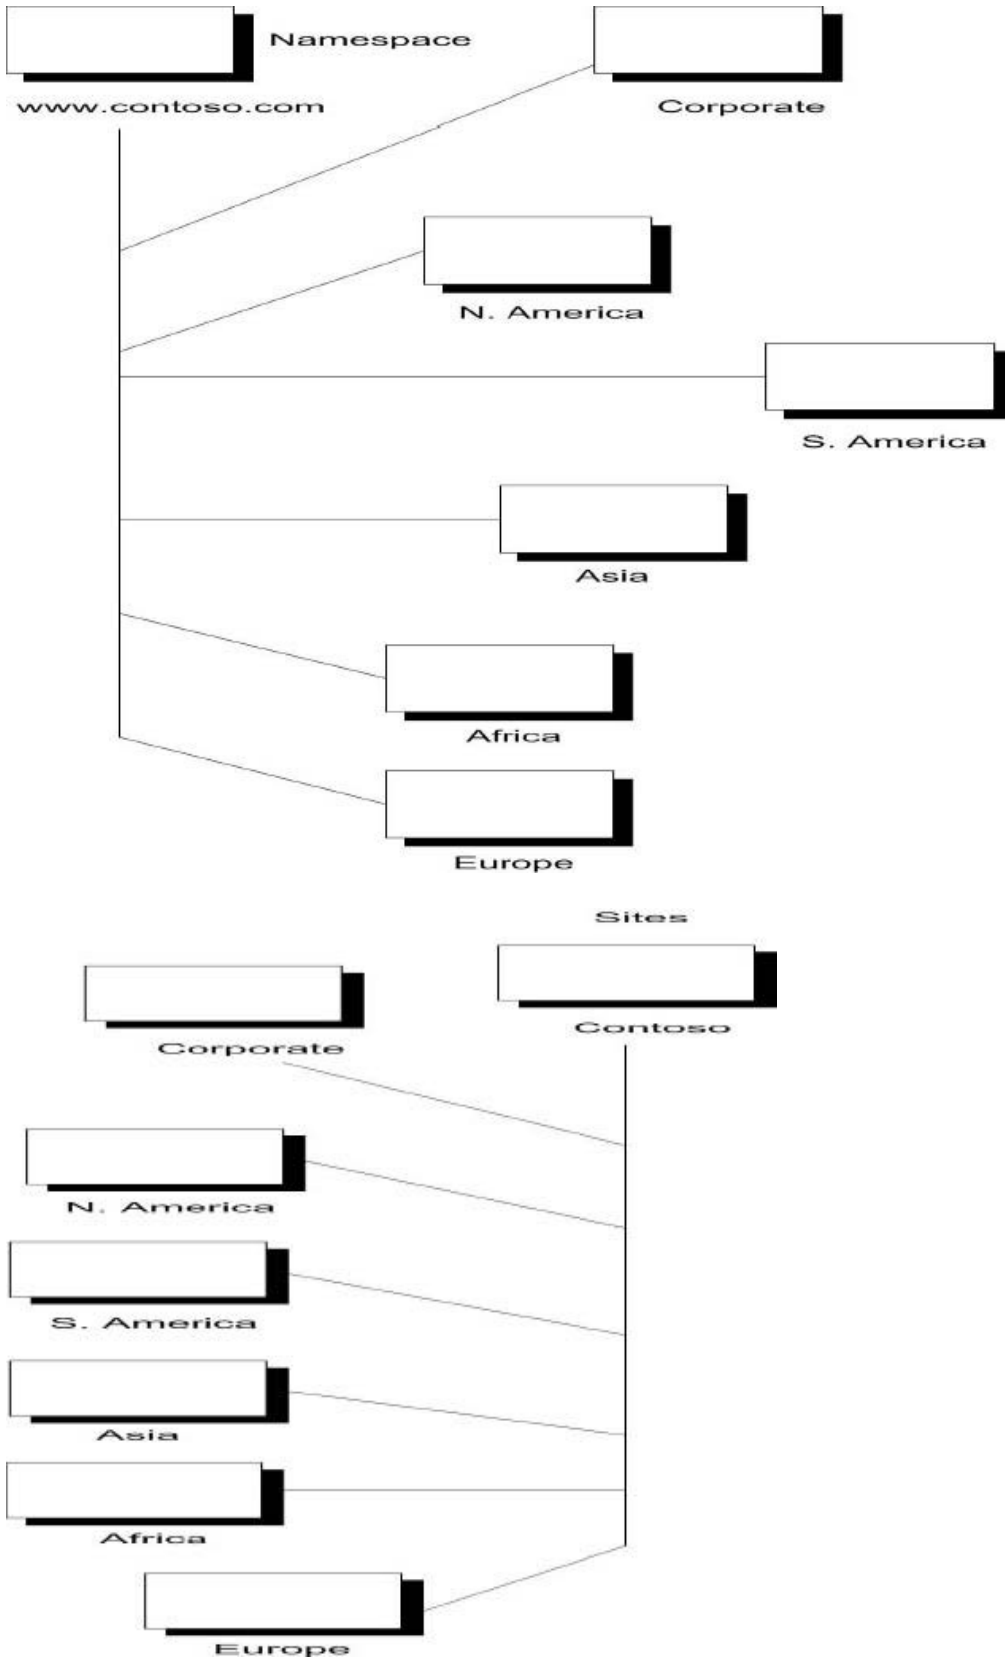 Namespace
www.contoso.com
Corporate
N. America
S. America
Asia
Africa
Europe
Sites
Contoso
Corporate
N. America
S. America
Asia
Africa
Europe